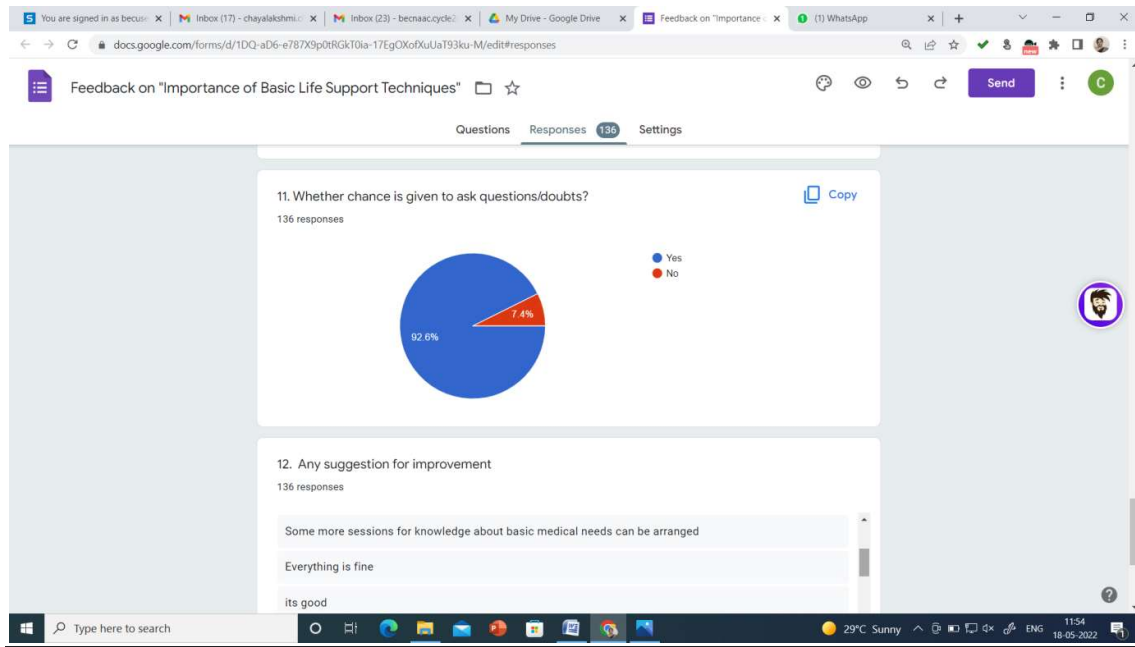 You are signed in as becuse
Inbox (17) - chayalakshmi.c
Inbox (23) - becnaac.cycle2
My Drive - Google Drive
Feedback on "Importance o
(1) WhatsApp
docs.google.com/forms/d/1DQ-aD6-e787X9p0tRGkT0ia-17EgOXofXuUaT93ku-M/edit#responses
Feedback on "Importance of Basic Life Support Techniques"
Send
C
Questions Responses 136 Settings
11. Whether chance is given to ask questions/doubts?
Copy
136 responses
Yes
No
7.4%
92.6%
12. Any suggestion for improvement
136 responses
Some more sessions for knowledge about basic medical needs can be arranged
Everything is fine
its good
Type here to search
29°C Sunny
ENG
11:54
18-05-2022